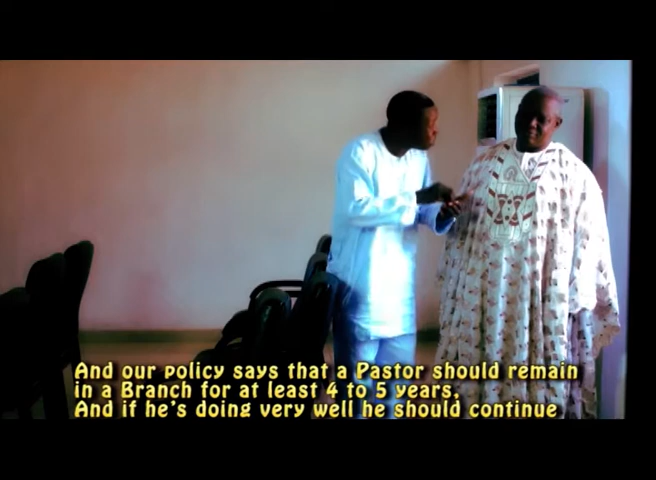 And our policy says that a Pastor should remain
in a Branch for at least 4 to 5 years,
And if he's doing very well he should continue